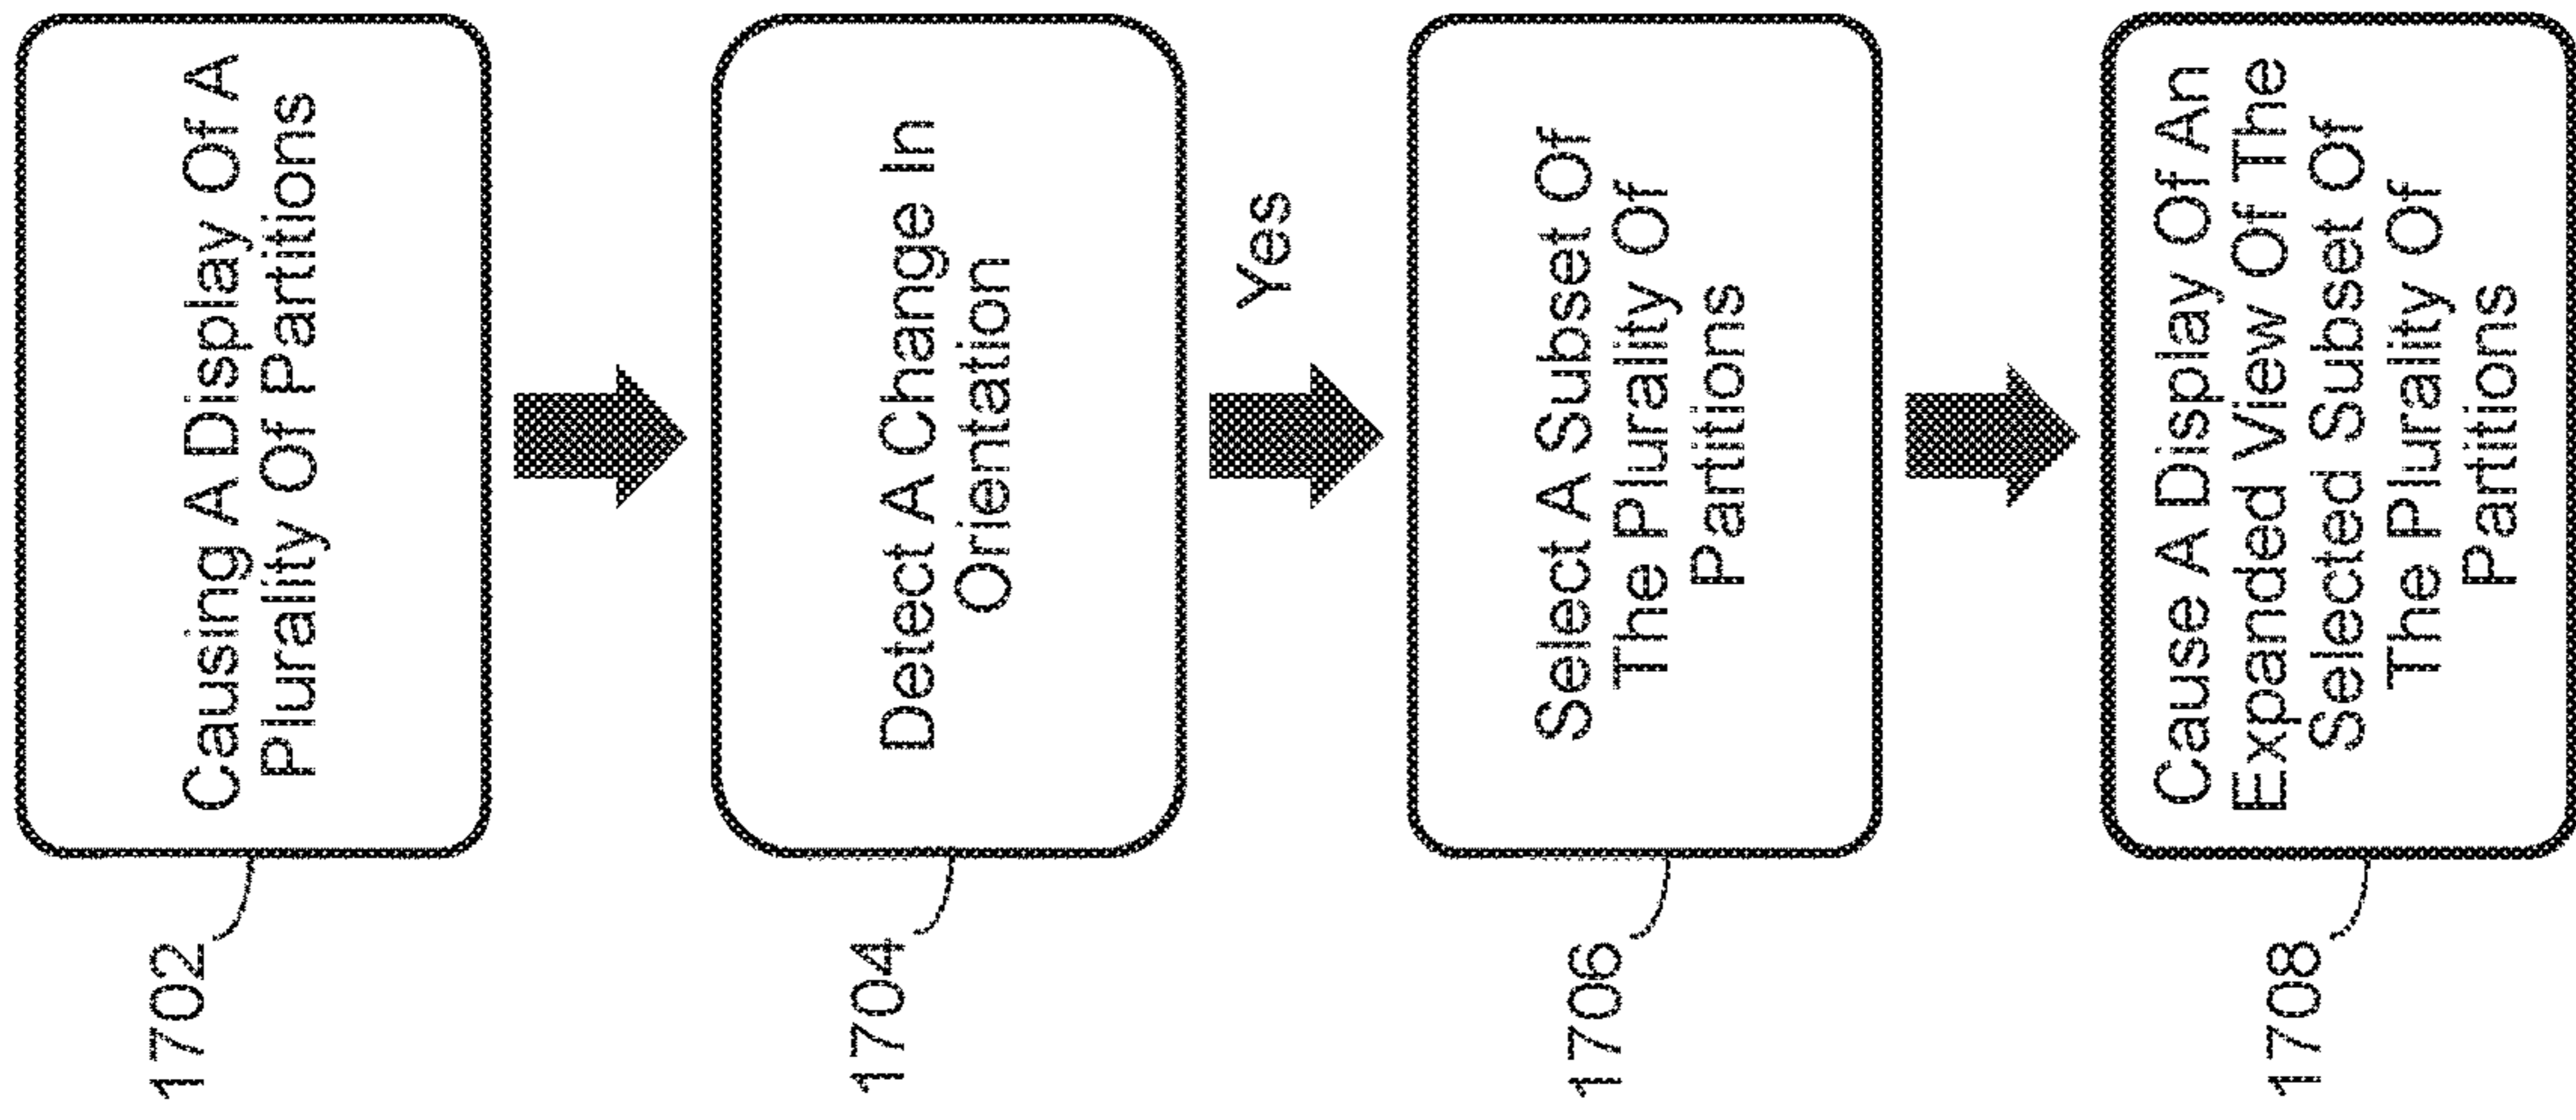 1702
Causing A Display Of A
Plurality Of Partitions
1704
Detect A Change In
Orientation
Yes
1706
Select A Subset Of
The Plurality Of
Partitions
1708
Cause A Display Of An
Expanded View Of The
Selected Subset Of
The Plurality Of
Partitions